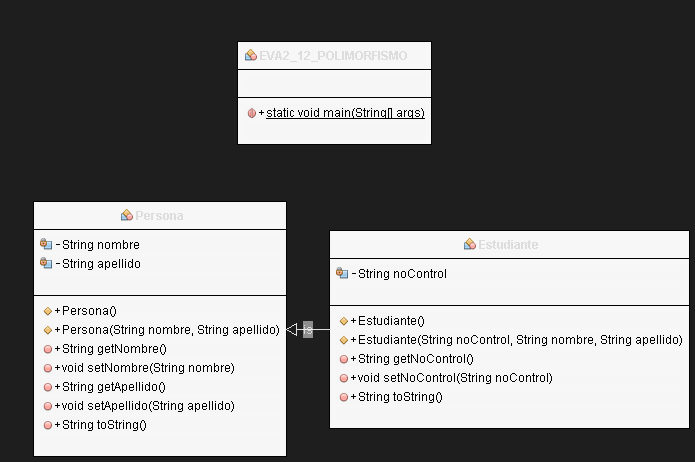 EVA2_12_POLIMORFISMO
+static void main(String[] args)
Persona
-String nombre
-String apellido
+Persona()
+Persona(String nombre, String apellido)
+String getNombre()
+void setNombre(String nombre)
+String getApellido()
+void setApellido(String apellido)
+String toString()
is
Estudiante
-String noControl
+Estudiante()
+Estudiante(String noControl, String nombre, String apellido)
+String getNoControl()
+void setNoControl(String noControl)
+String toString()